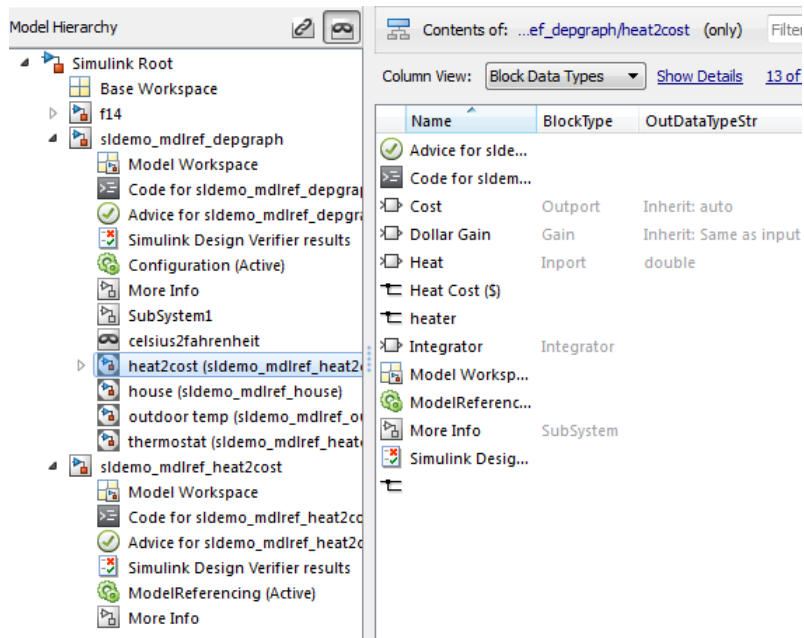 Model Hierarchy
Simulink Root
Base Workspace
f14
sldemo_mdlref_depgraph
Model Workspace
Code for sldemo_mdlref_depgra
Advice for sldemo_mdlref_depgra
Simulink Design Verifier results
Configuration (Active)
More Info
SubSystem1
celsius2fahrenheit
heat2cost (sldemo_mdlref_heat2
house (sldemo_mdlref_house)
outdoor temp (sldemo_mdlref_ou
thermostat (sldemo_mdlref_heate
sldemo_mdlref_heat2cost
Model Workspace
Code for sldemo_mdlref_heat2co
Advice for sldemo_mdlref_heat2c
Simulink Design Verifier results
ModelReferencing (Active)
More Info
Contents of: ...ef_depgraph/heat2cost (only) Filter
Column View: Block Data Types Show Details 13 of
Name BlockType OutDataTypeStr
Advice for slde...
Code for sldem...
Cost Outport Inherit: auto
Dollar Gain Gain Inherit: Same as input
Heat Inport double
Heat Cost ($)
heater
Integrator Integrator
Model Worksp...
ModelReferenc...
More Info SubSystem
Simulink Desig...